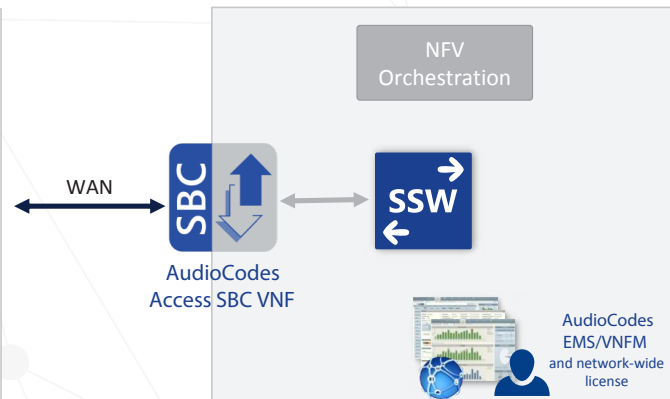 NFV
Orchestration
WAN
SBC
SSW
AudioCodes
Access SBC VNF
AudioCodes
EMS/VNFM
and network-wide
license